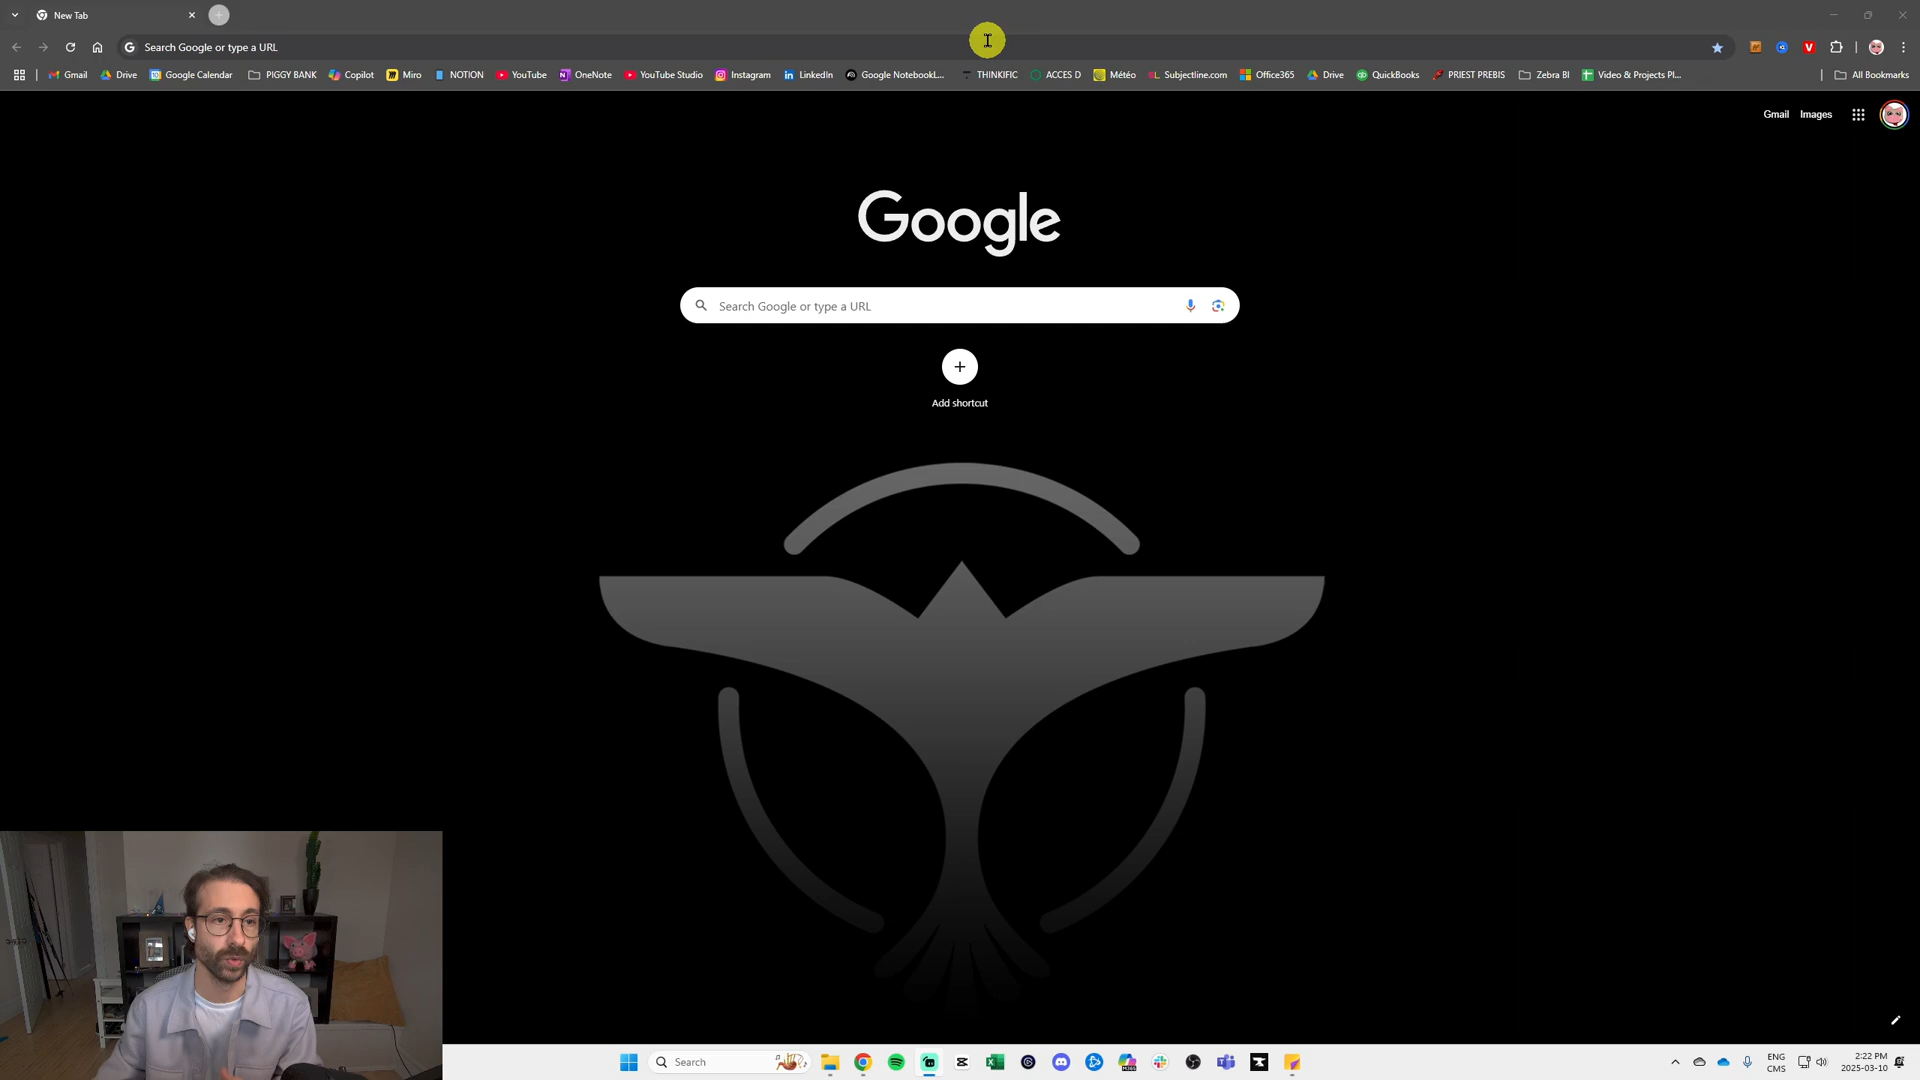 New Tab
Search Google or type a URL
Gmail Drive Google Calendar PIGGY BANK Copilot Miro NOTION YouTube OneNote YouTube Studio Instagram LinkedIn Google NotebookL... THINKIFIC ACCES D Météo Subjectline.com Office365 Drive QuickBooks PRIEST PREBIS Zebra BI Video & Projects Pl... All Bookmarks
Gmail Images
Google
Search Google or type a URL
Add shortcut
Search
ENG
CMS
2:22 PM
2025-03-10